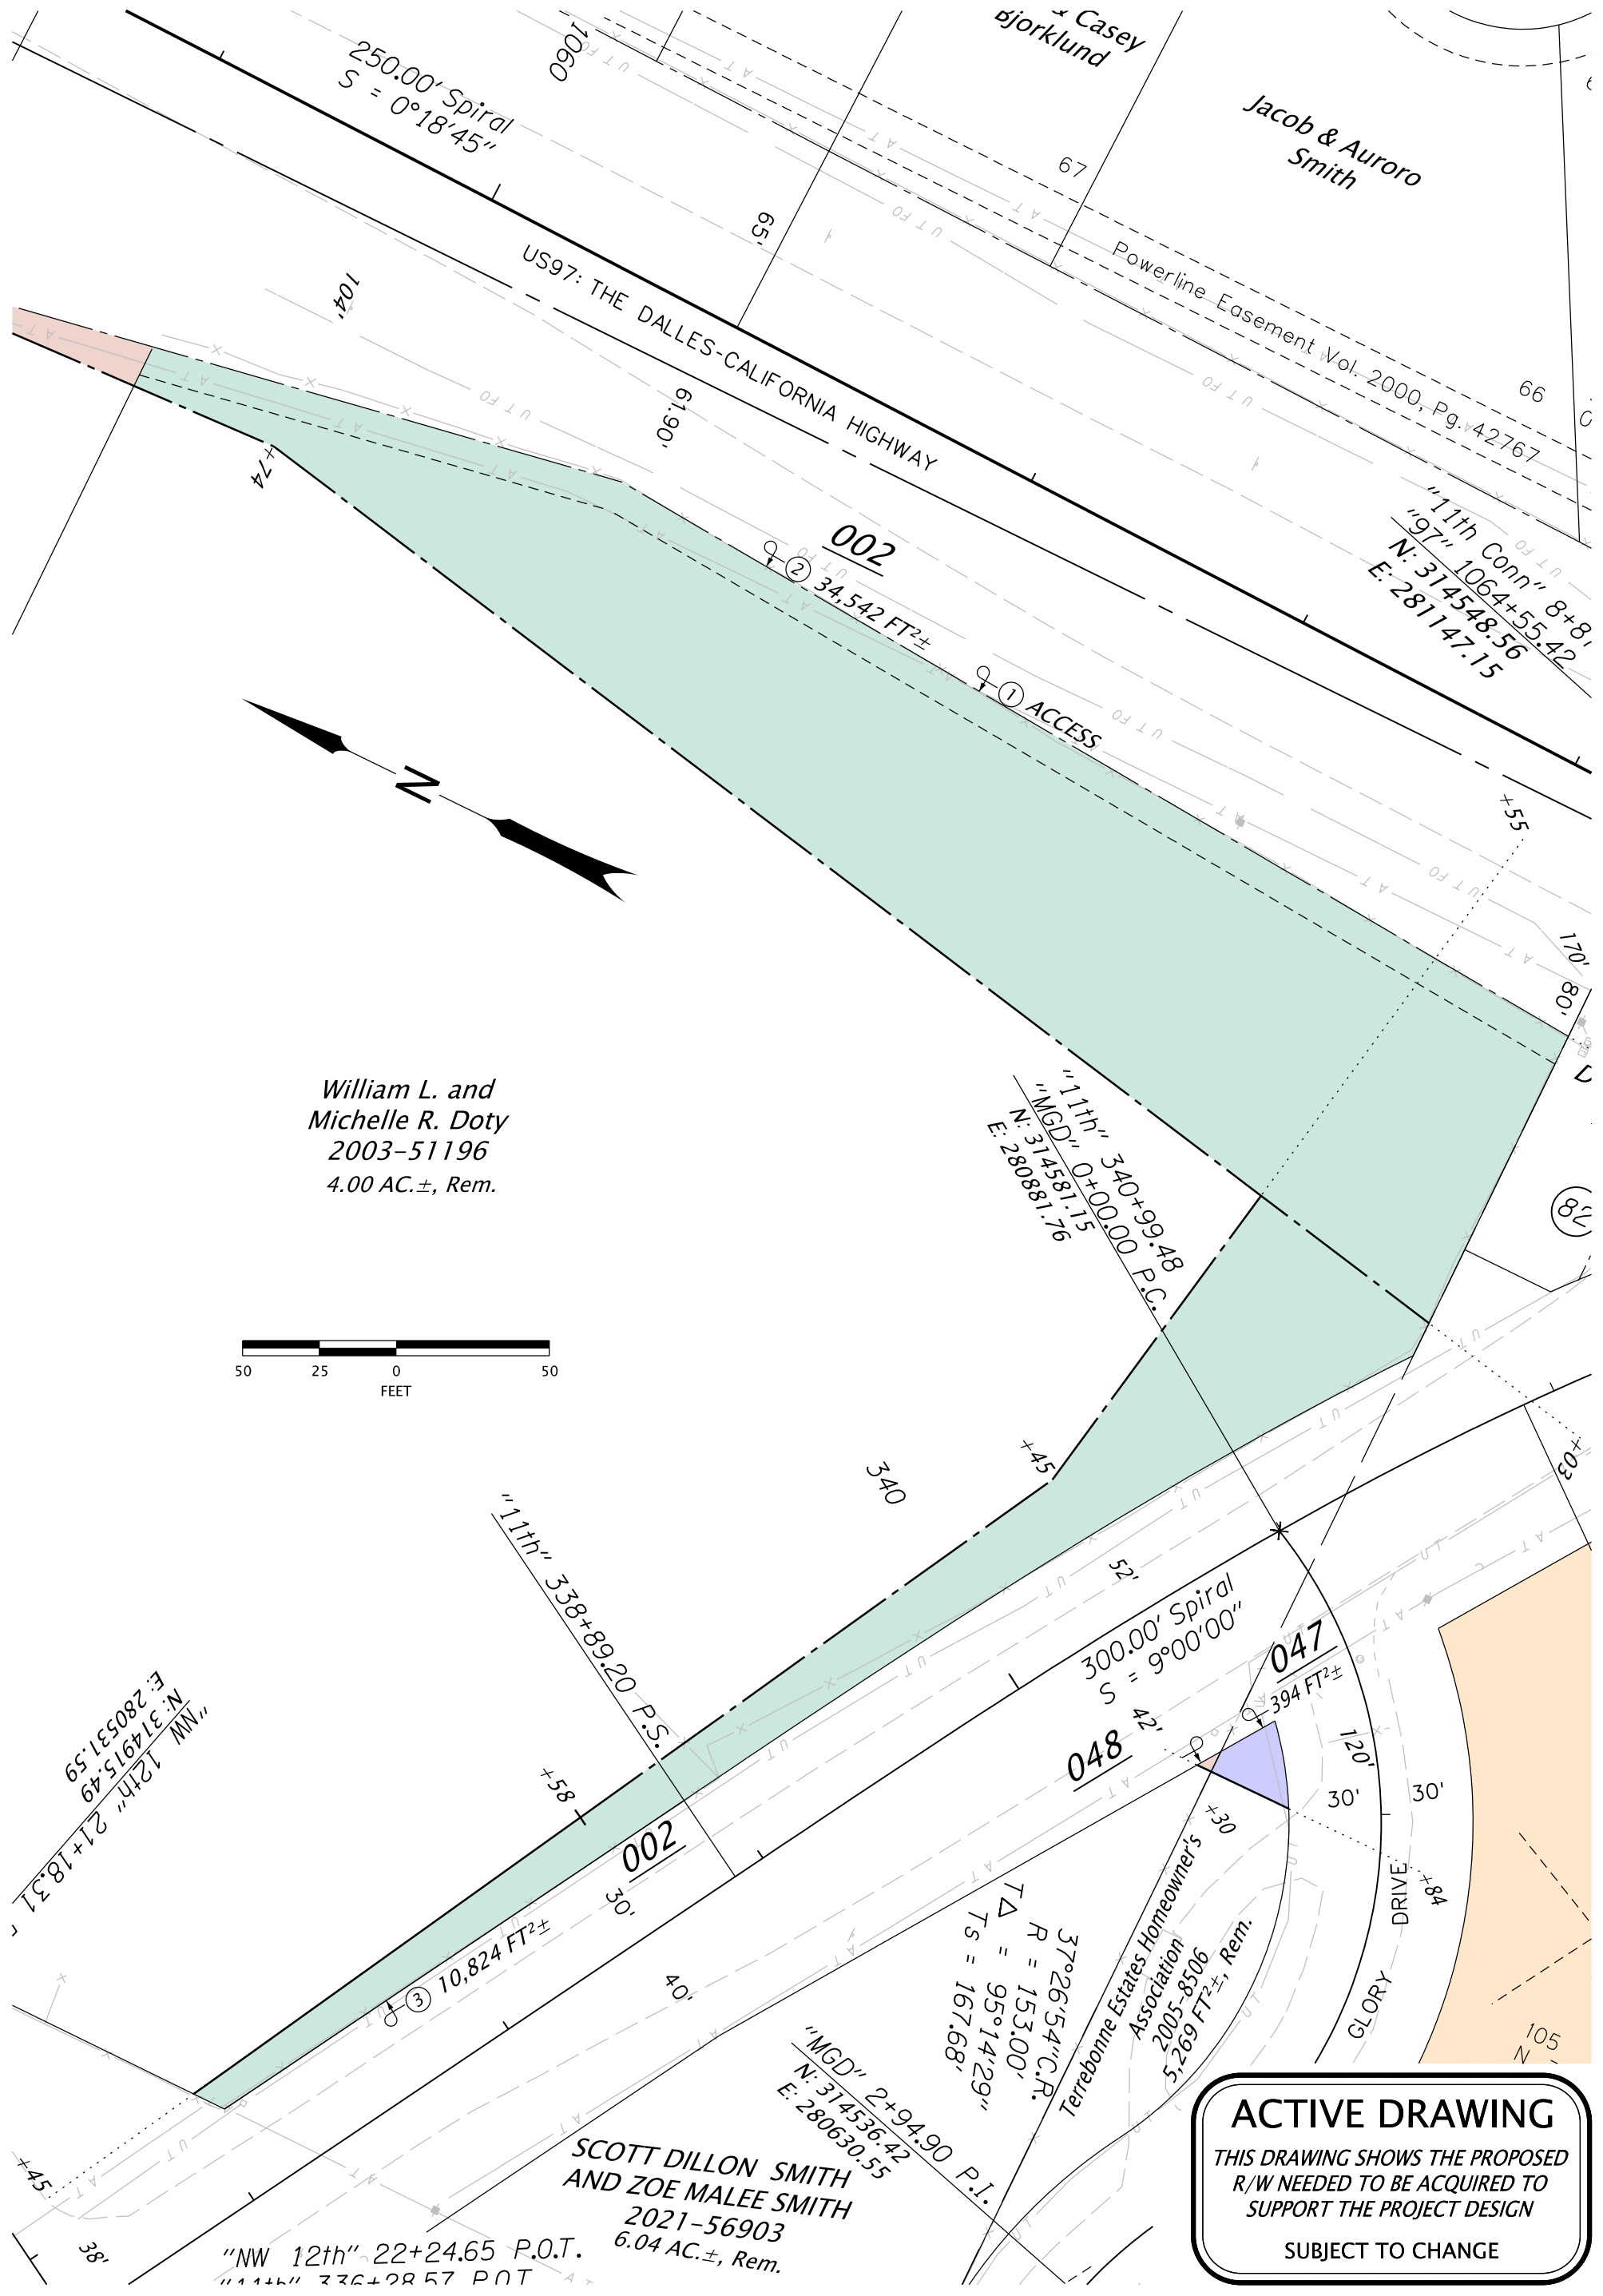 & Casey
Bjorklund
Jacob & Auroro
Smith
250.00' Spiral
S = 0°18'45"
1060
67
65'
104'
61.90'
+74
US97: THE DALLES-CALIFORNIA HIGHWAY
Powerline Easement Vol. 2000, Pg. 42767
66
002
② 34,542 FT²±
① ACCESS
"11th Conn" 8+8
"97" 1064+55.42
N: 314548.56
E: 281147.15
+55
170'
80'
82
N
William L. and
Michelle R. Doty
2003-51196
4.00 AC.±, Rem.
50 25 0 50
FEET
"11th" 340+99.48
"MGD" 0+00.00 P.C.
N: 314581.15
E: 280881.76
+45
340
+03
52'
"11th" 338+89.20 P.S.
300.00' Spiral
S = 9°00'00"
047
394 FT²±
42'
048
120'
30'
30'
+30
+84
+58
002
30'
③ 10,824 FT²±
40'
"NW 12th" 21+18.31
N: 314915.49
E: 280531.59
37°26'54"C.R.
R = 153.00'
T△ = 95°14'29"
Ts = 167.68'
Terrebonne Estates Homeowner's
Association
2005-8506
5,269 FT²±, Rem.
GLORY DRIVE
105
N
"MGD" 2+94.90 P.I.
N: 314536.42
E: 280630.55
SCOTT DILLON SMITH
AND ZOE MALEE SMITH
2021-56903
6.04 AC.±, Rem.
+45
38'
"NW 12th" 22+24.65 P.O.T.
"11th" 336+28.57 P.O.T.
ACTIVE DRAWING
THIS DRAWING SHOWS THE PROPOSED
R/W NEEDED TO BE ACQUIRED TO
SUPPORT THE PROJECT DESIGN
SUBJECT TO CHANGE